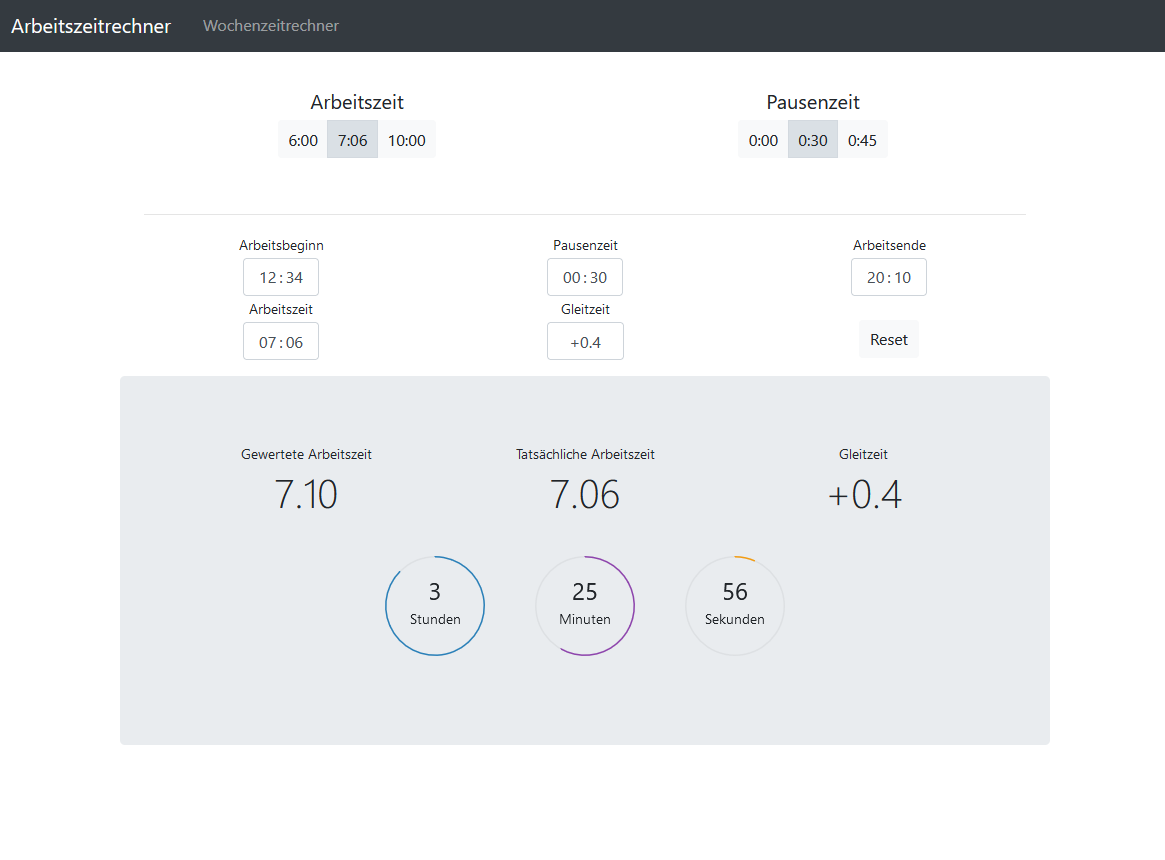 Arbeitszeitrechner Wochenzeitrechner
Arbeitszeit Pausenzeit
6:00 7:06 10:00 0:00 0:30 0:45
Arbeitsbeginn Pausenzeit Arbeitsende
12:34 00:30 20:10
Arbeitszeit Gleitzeit
07:06 +0.4 Reset
Gewertete Arbeitszeit Tatsächliche Arbeitszeit Gleitzeit
7.10 7.06 +0.4
3 25 56
Stunden Minuten Sekunden